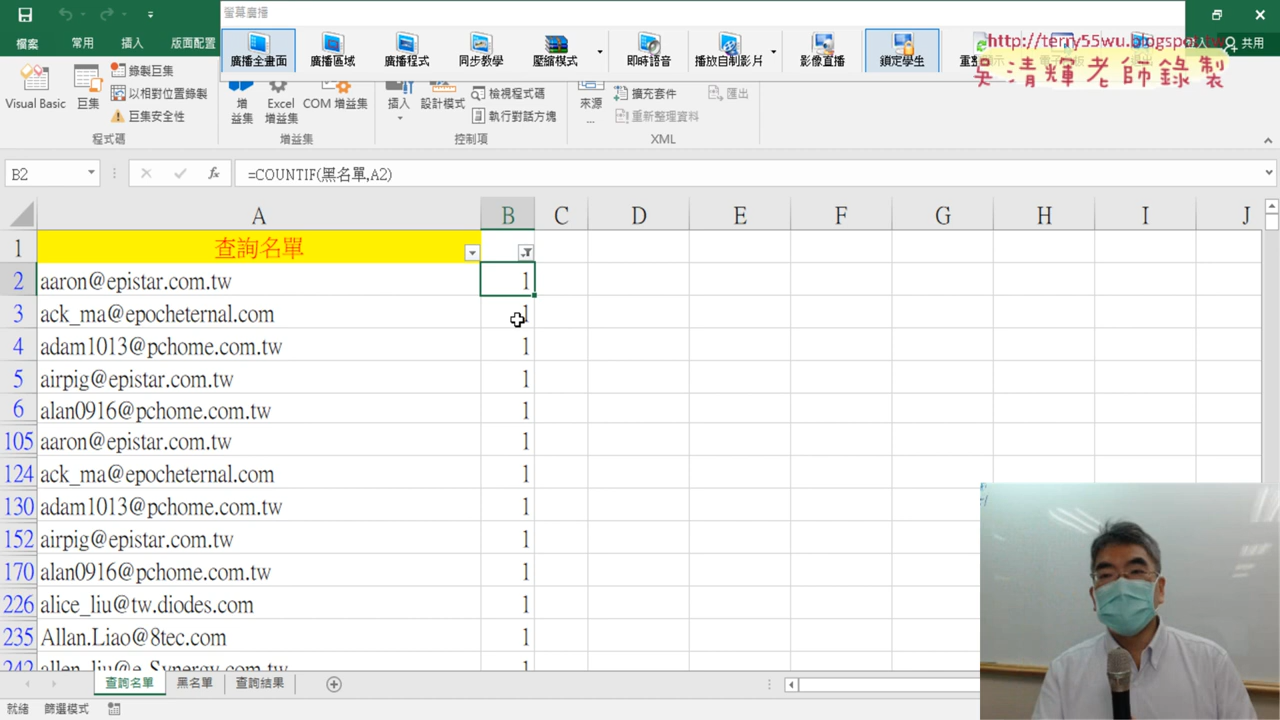 螢幕廣播
http://terry55wu.blogspot.tw
吳清輝老師錄製
檔案 常用 插入 版面配置 共用
廣播全畫面 廣播區域 廣播程式 同步教學 壓縮模式 即時語音 播放自制影片 影像直播 鎖定學生
錄製巨集
以相對位置錄製
巨集安全性
Visual Basic 巨集
程式碼
增益集
Excel 增益集
COM 增益集
增益集
插入 設計模式
檢視程式碼
執行對話方塊
控制項
來源...
擴充套件
重新整理資料
匯出
XML
B2 fx =COUNTIF(黑名單,A2)
A B C D E F G H I J
1 查詢名單
2 aaron@epistar.com.tw 1
3 ack_ma@epocheternal.com 1
4 adam1013@pchome.com.tw 1
5 airpig@epistar.com.tw 1
6 alan0916@pchome.com.tw 1
105 aaron@epistar.com.tw 1
124 ack_ma@epocheternal.com 1
130 adam1013@pchome.com.tw 1
152 airpig@epistar.com.tw 1
170 alan0916@pchome.com.tw 1
226 alice_liu@tw.diodes.com 1
235 Allan.Liao@8tec.com 1
242 allen_liu@e-Synergy.com.tw 1
查詢名單 黑名單 查詢結果
就緒 篩選模式